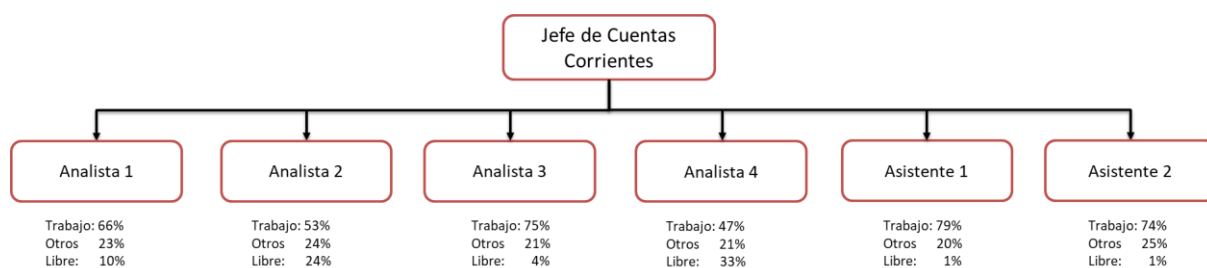 Jefe de Cuentas
Corrientes
Analista 1
Analista 2
Analista 3
Analista 4
Asistente 1
Asistente 2
Trabajo: 66%
Otros 23%
Libre: 10%
Trabajo: 53%
Otros 24%
Libre: 24%
Trabajo: 75%
Otros 21%
Libre: 4%
Trabajo: 47%
Otros 21%
Libre: 33%
Trabajo: 79%
Otros 20%
Libre: 1%
Trabajo: 74%
Otros 25%
Libre: 1%